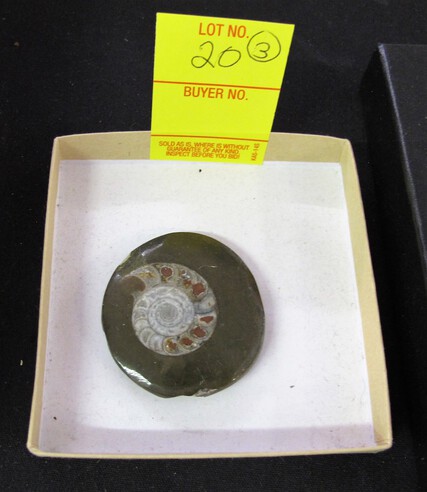 LOT NO.
20 3
BUYER NO.
SOLD AS IS, WHERE IS WITHOUT
GUARANTEE OF ANY KIND
INSPECT BEFORE YOU BID!